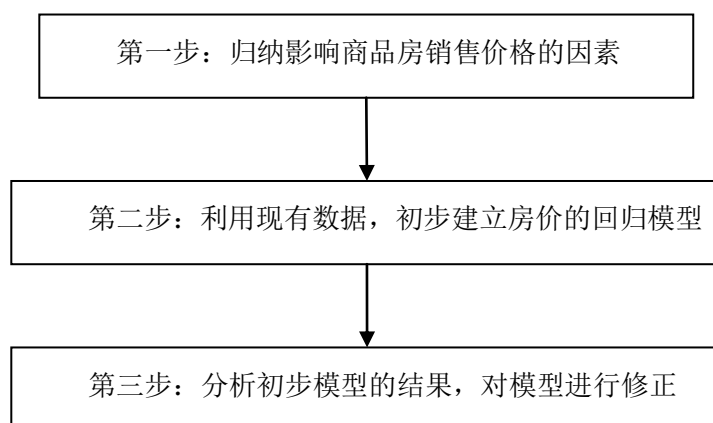 第一步：归纳影响商品房销售价格的因素
第二步：利用现有数据，初步建立房价的回归模型
第三步：分析初步模型的结果，对模型进行修正